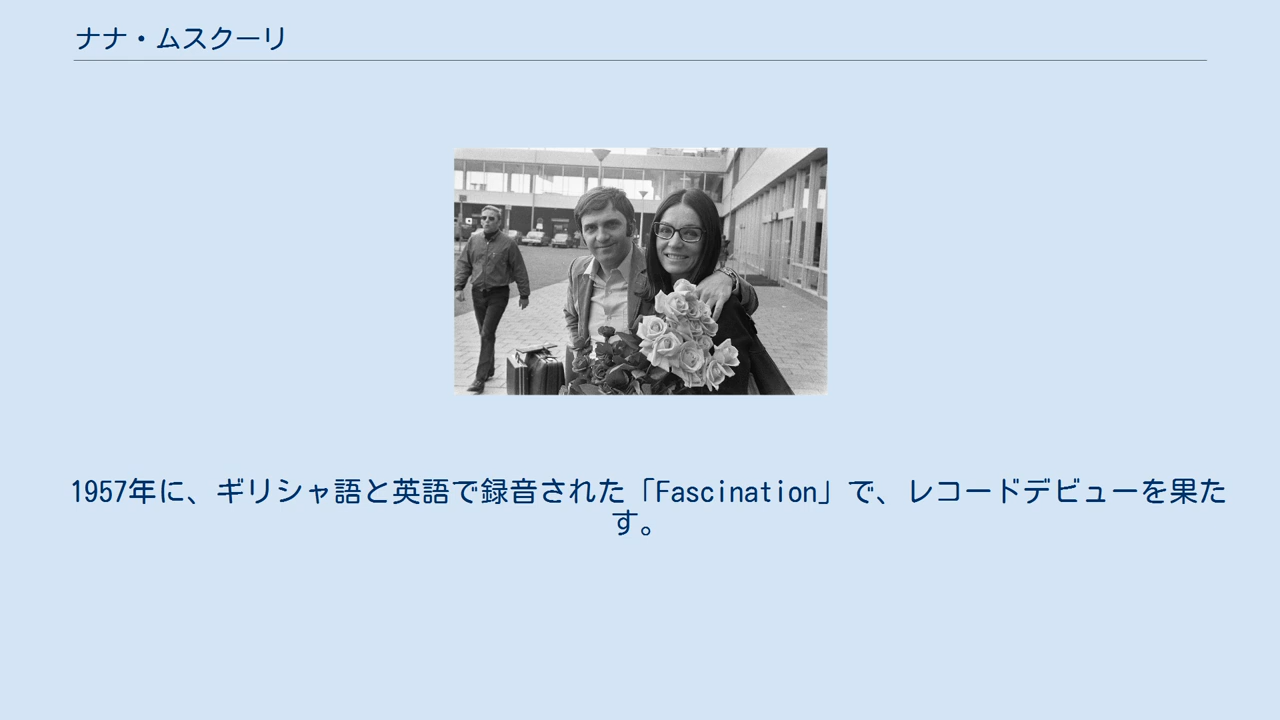 ナナ・ムスクーリ
1957年に、ギリシャ語と英語で録音された「Fascination」で、レコードデビューを果た
す。